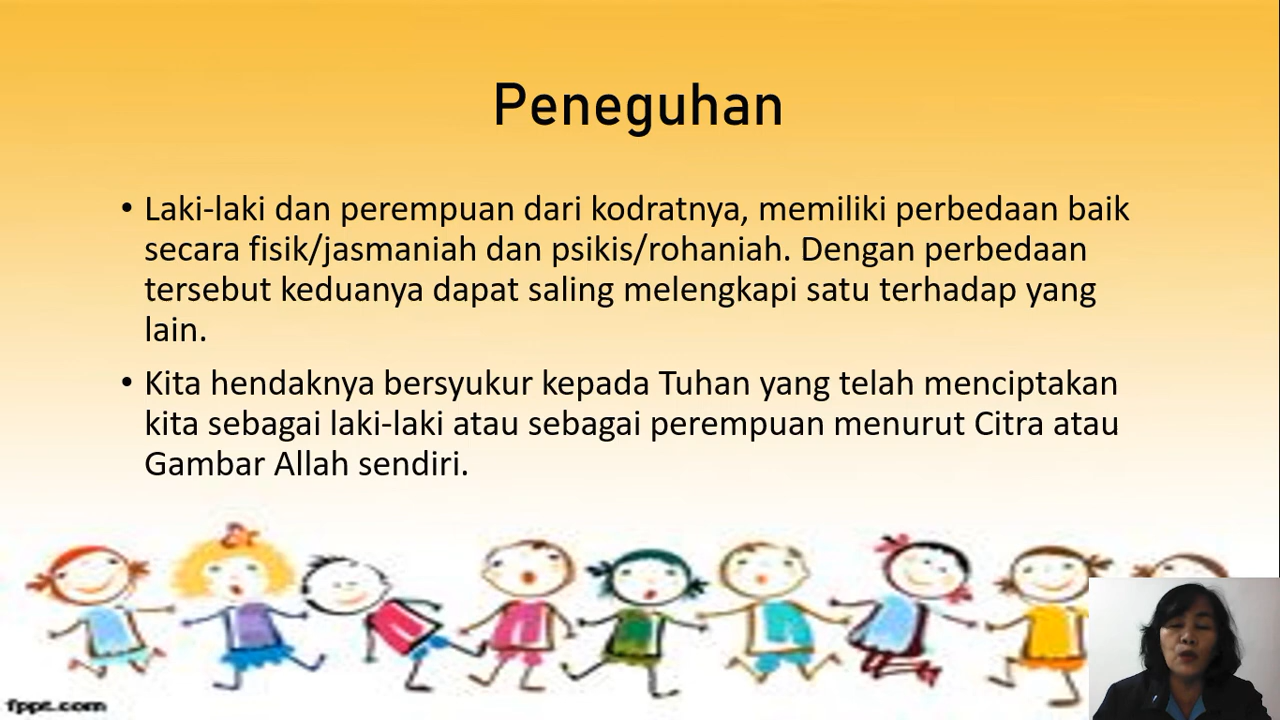 Peneguhan
• Laki-laki dan perempuan dari kodratnya, memiliki perbedaan baik
secara fisik/jasmaniah dan psikis/rohaniah. Dengan perbedaan
tersebut keduanya dapat saling melengkapi satu terhadap yang
lain.
• Kita hendaknya bersyukur kepada Tuhan yang telah menciptakan
kita sebagai laki-laki atau sebagai perempuan menurut Citra atau
Gambar Allah sendiri.
fppt.com